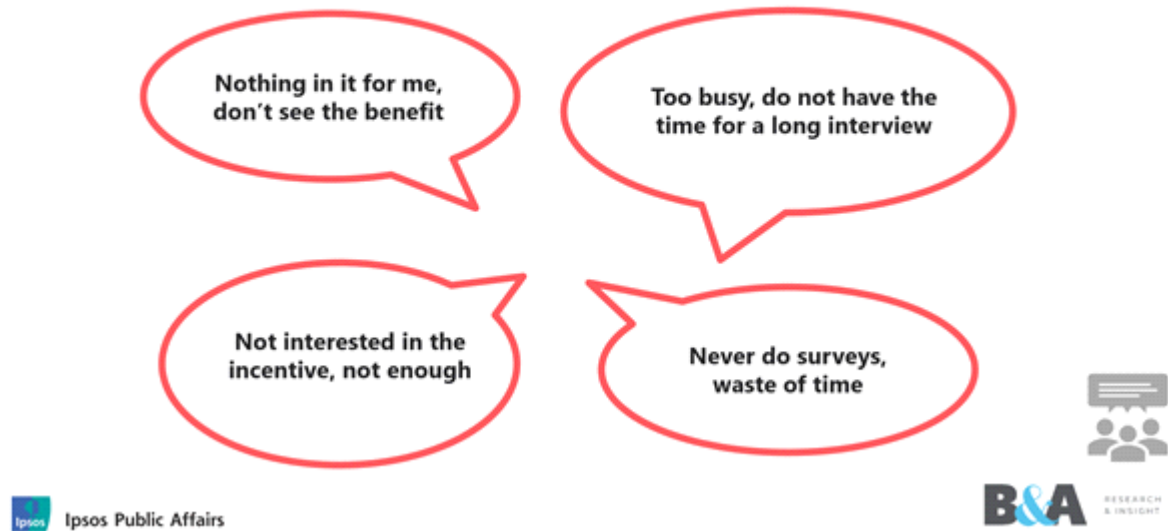 Nothing in it for me,
don't see the benefit
Too busy, do not have the
time for a long interview
Not interested in the
incentive, not enough
Never do surveys,
waste of time
Ipsos
Ipsos Public Affairs
B&A
RESEARCH
& INSIGHT